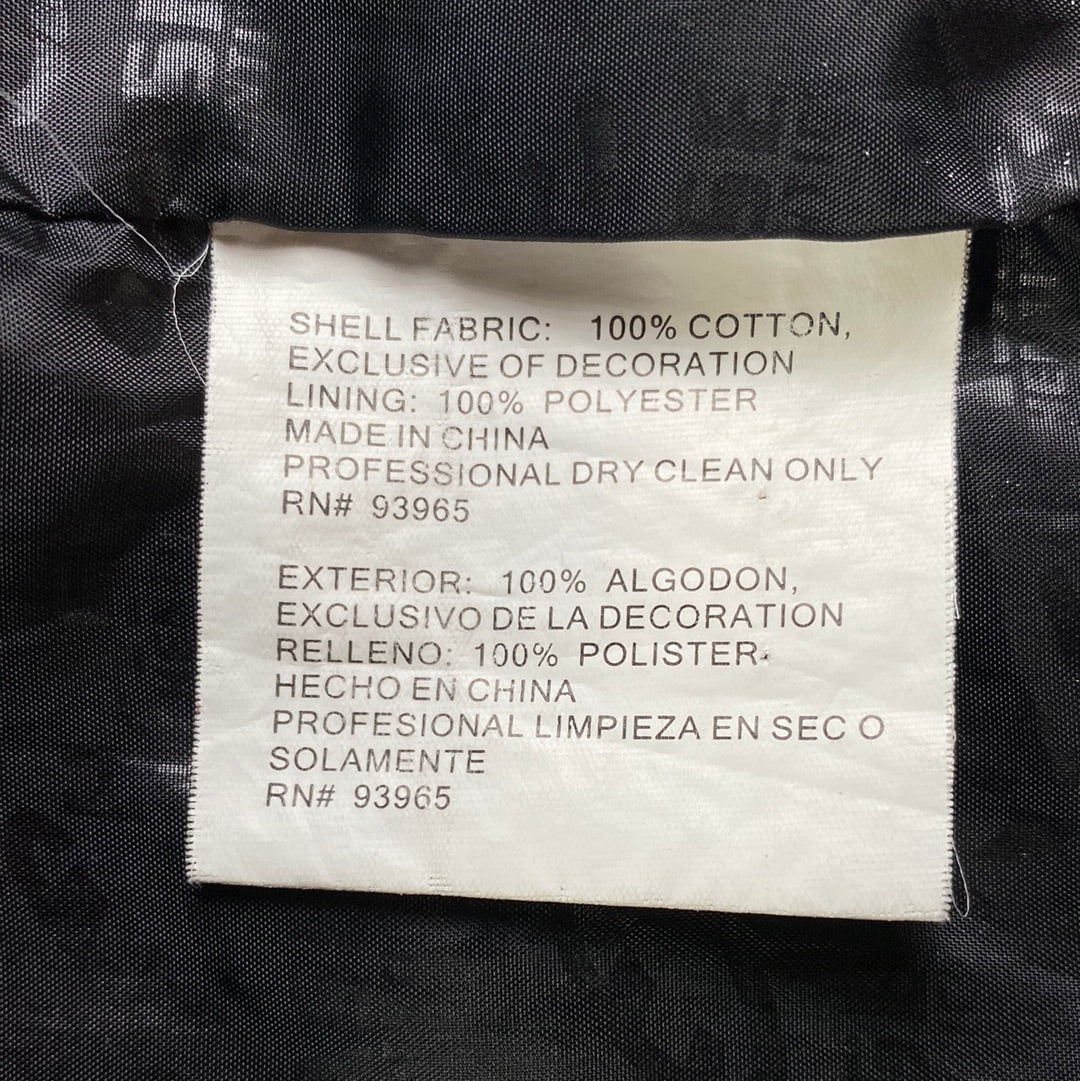 SHELL FABRIC: 100% COTTON,
EXCLUSIVE OF DECORATION
LINING: 100% POLYESTER
MADE IN CHINA
PROFESSIONAL DRY CLEAN ONLY
RN# 93965
EXTERIOR: 100% ALGODON,
EXCLUSIVO DE LA DECORATION
RELLENO: 100% POLISTER
HECHO EN CHINA
PROFESIONAL LIMPIEZA EN SEC O
SOLAMENTE
RN# 93965